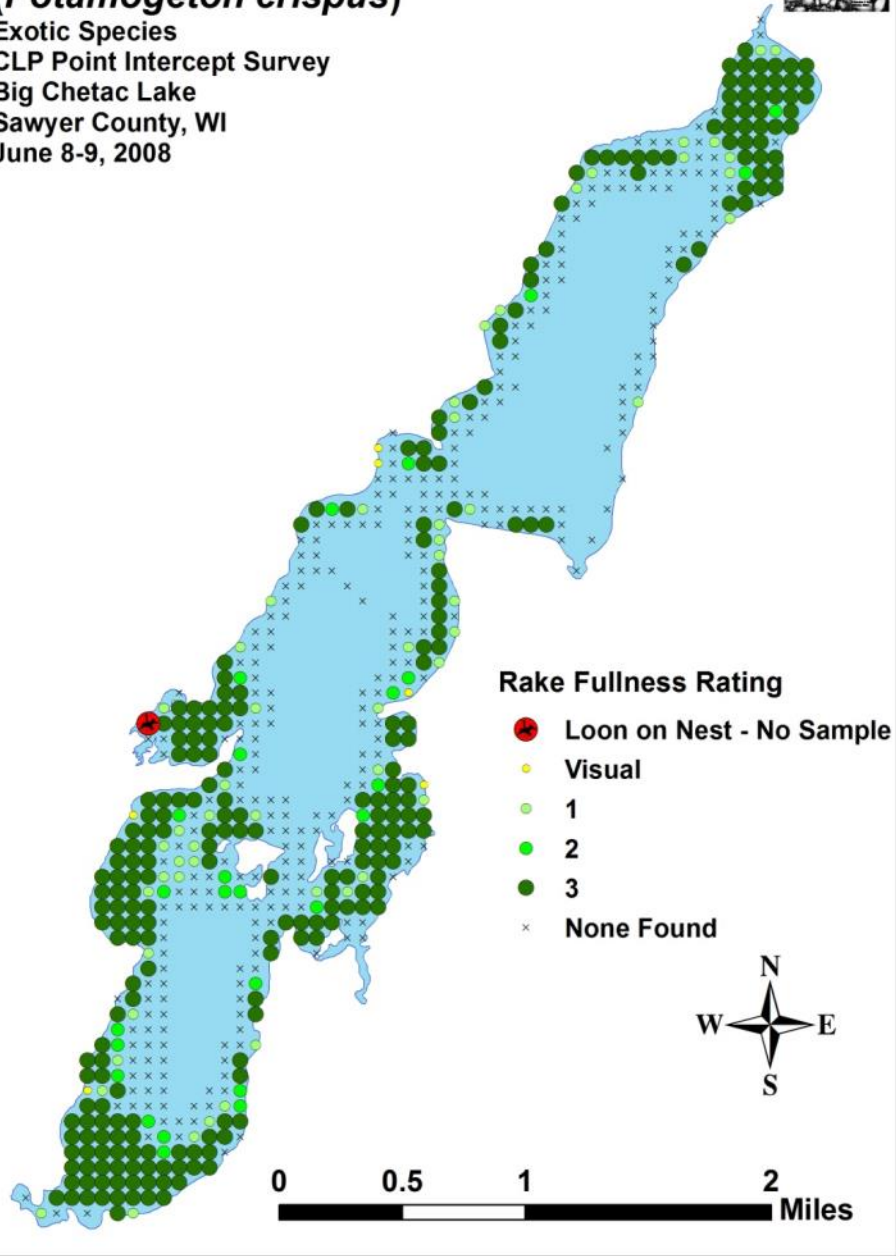 (Potamogeton crispus)
Exotic Species
CLP Point Intercept Survey
Big Chetac Lake
Sawyer County, WI
June 8-9, 2008
Rake Fullness Rating
Loon on Nest - No Sample
Visual
1
2
3
None Found
N
W E
S
0 0.5 1 2
Miles